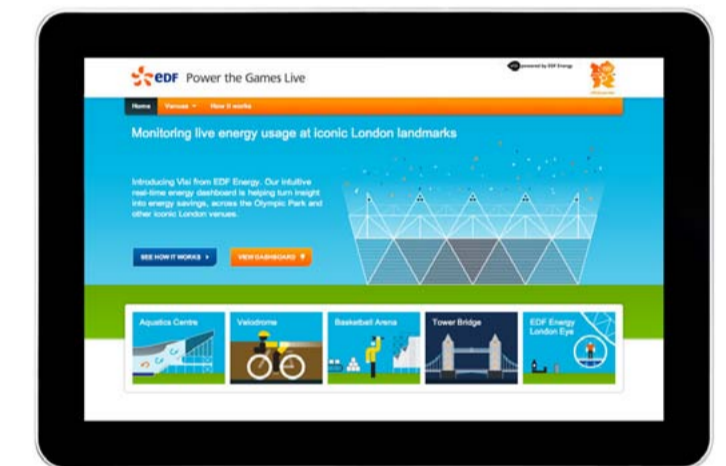 eDF Power the Games Live
powered by EDF Energy
Home Venues How it works
Monitoring live energy usage at iconic London landmarks
Introducing Visi from EDF Energy. Our intuitive
real-time energy dashboard is helping turn insight
into energy savings, across the Olympic Park and
other iconic London venues.
SEE HOW IT WORKS VIEW DASHBOARD
Aquatics Centre Velodrome Basketball Arena Tower Bridge EDF Energy
London Eye